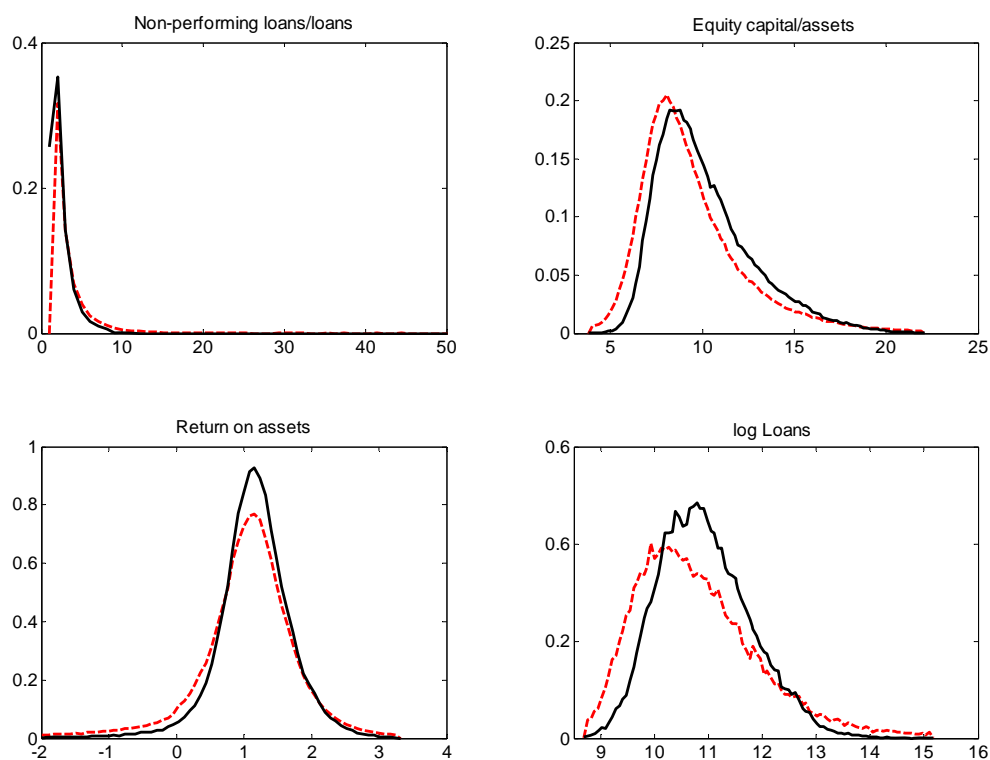 Non-performing loans/loans
0.4
0.2
0
0 10 20 30 40 50
Equity capital/assets
0.25
0.2
0.15
0.1
0.05
0
5 10 15 20 25
Return on assets
1
0.8
0.6
0.4
0.2
0
-2 -1 0 1 2 3 4
log Loans
0.6
0.4
0.2
0
9 10 11 12 13 14 15 16